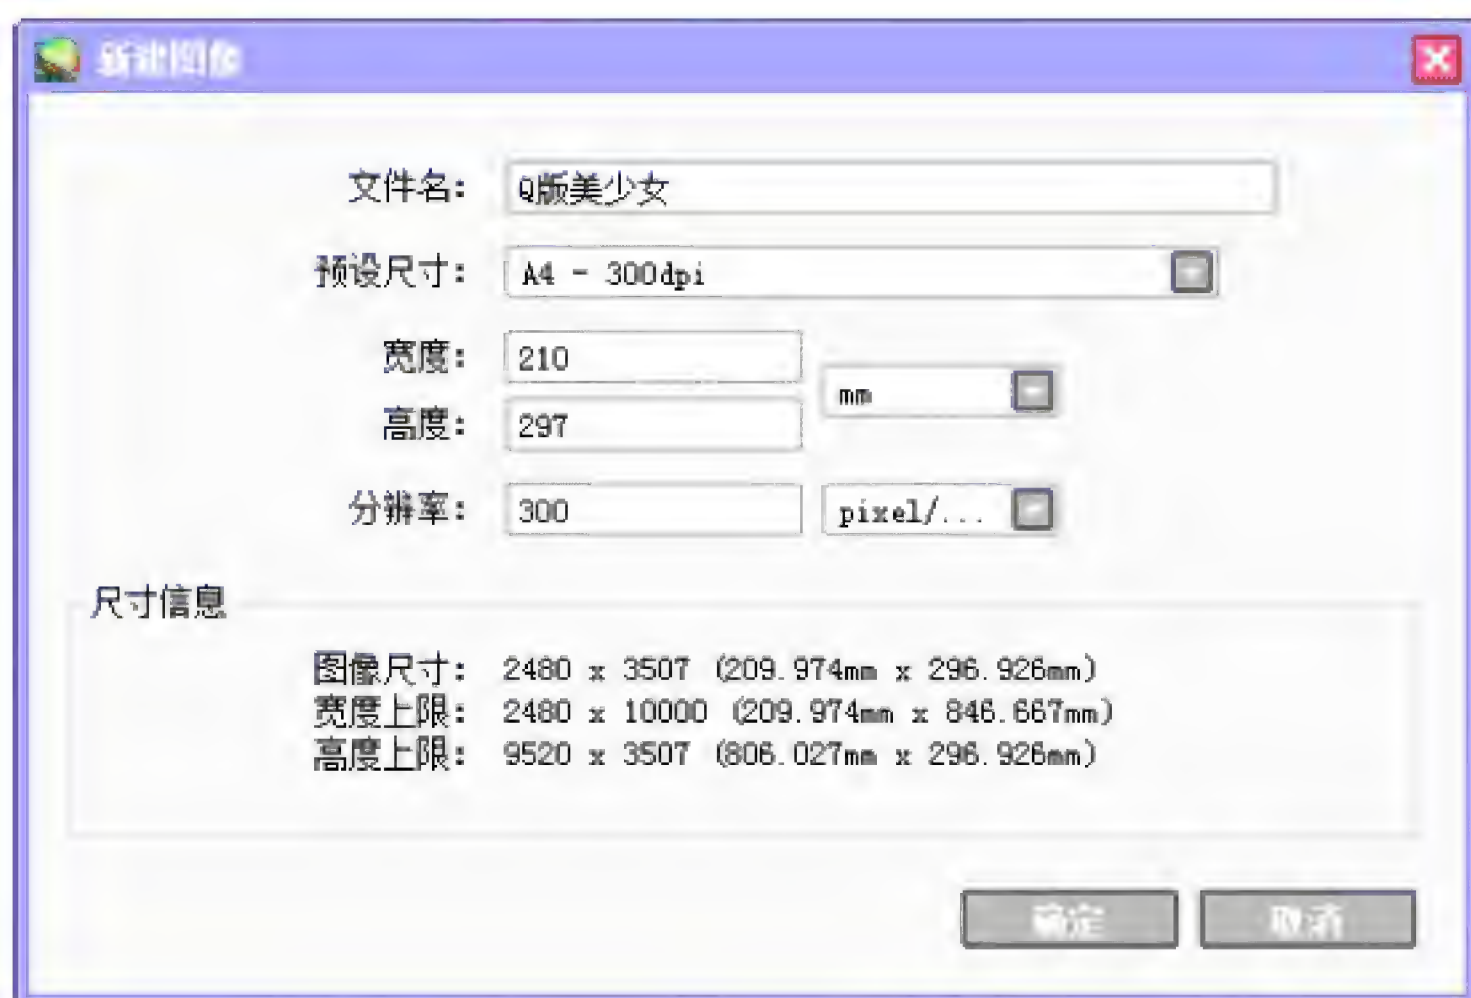 新建图像
文件名: Q版美少女
预设尺寸: A4 - 300dpi
宽度: 210
mm
高度: 297
分辨率: 300 pixel/...
尺寸信息
图像尺寸: 2480 x 3507 (209.974mm x 296.926mm)
宽度上限: 2480 x 10000 (209.974mm x 846.667mm)
高度上限: 9520 x 3507 (806.027mm x 296.926mm)
确定 取消